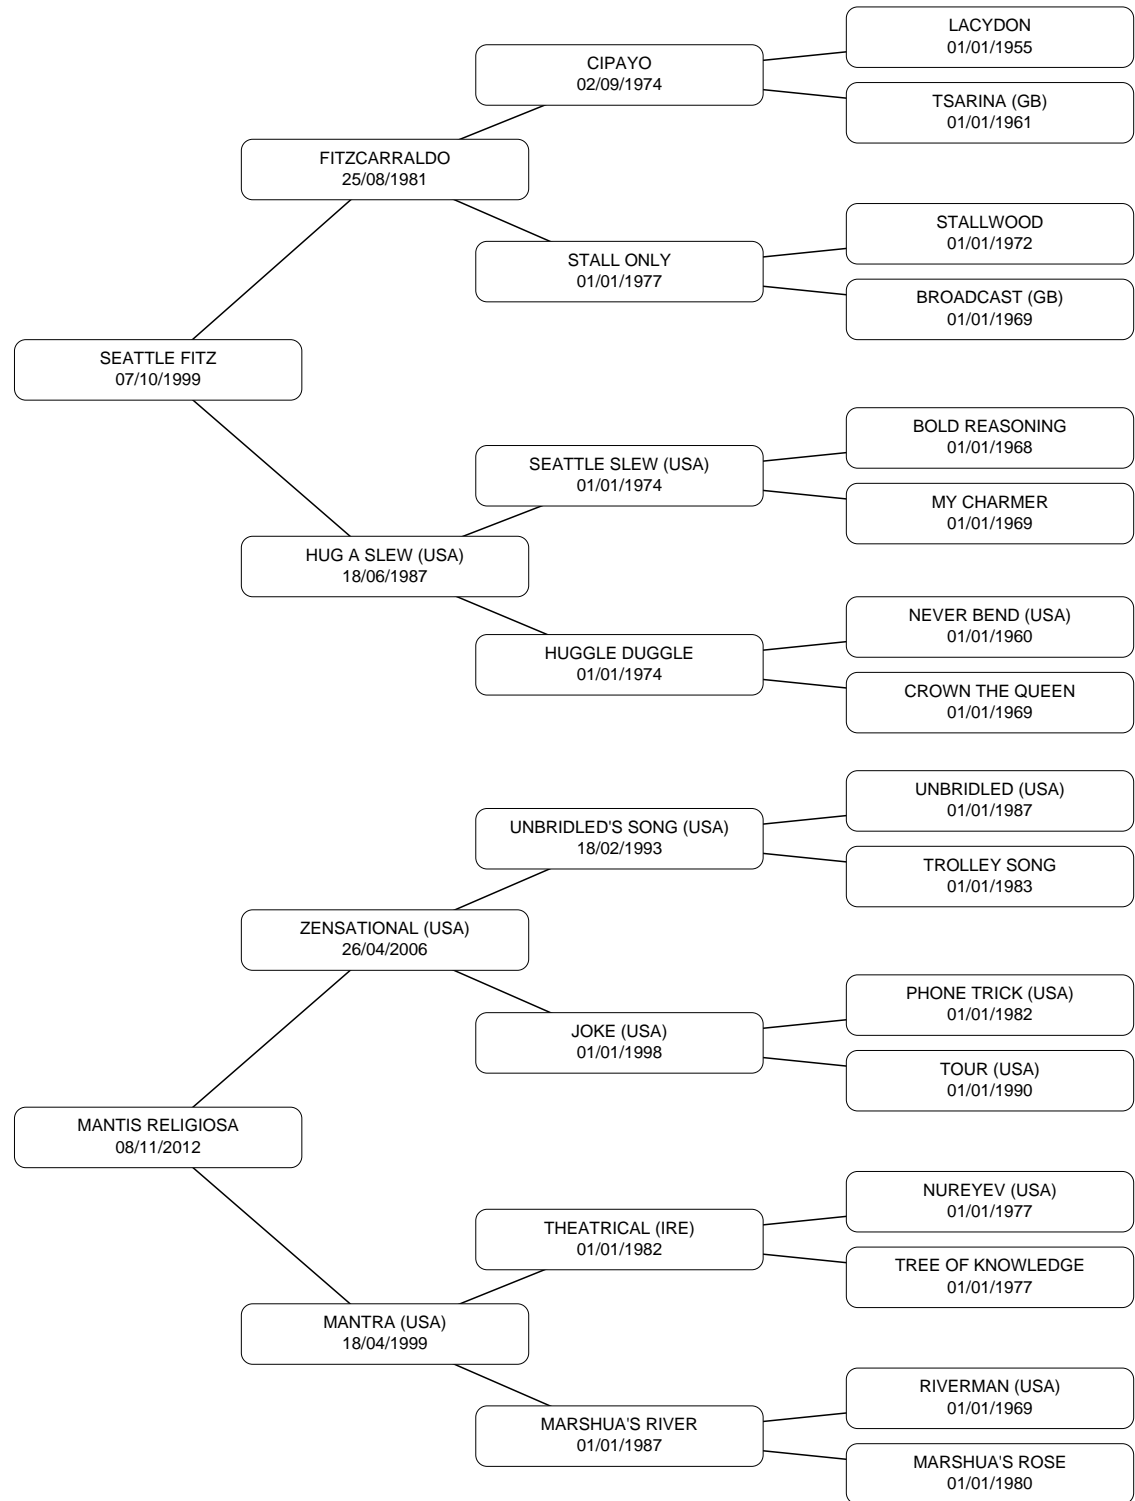 LACYDON
01/01/1955
CIPAYO
02/09/1974
TSARINA (GB)
01/01/1961
FITZCARRALDO
25/08/1981
STALLWOOD
01/01/1972
STALL ONLY
01/01/1977
BROADCAST (GB)
01/01/1969
SEATTLE FITZ
07/10/1999
BOLD REASONING
01/01/1968
SEATTLE SLEW (USA)
01/01/1974
MY CHARMER
01/01/1969
HUG A SLEW (USA)
18/06/1987
NEVER BEND (USA)
01/01/1960
HUGGLE DUGGLE
01/01/1974
CROWN THE QUEEN
01/01/1969
UNBRIDLED (USA)
01/01/1987
UNBRIDLED'S SONG (USA)
18/02/1993
TROLLEY SONG
01/01/1983
ZENSATIONAL (USA)
26/04/2006
PHONE TRICK (USA)
01/01/1982
JOKE (USA)
01/01/1998
TOUR (USA)
01/01/1990
MANTIS RELIGIOSA
08/11/2012
NUREYEV (USA)
01/01/1977
THEATRICAL (IRE)
01/01/1982
TREE OF KNOWLEDGE
01/01/1977
MANTRA (USA)
18/04/1999
RIVERMAN (USA)
01/01/1969
MARSHUA'S RIVER
01/01/1987
MARSHUA'S ROSE
01/01/1980